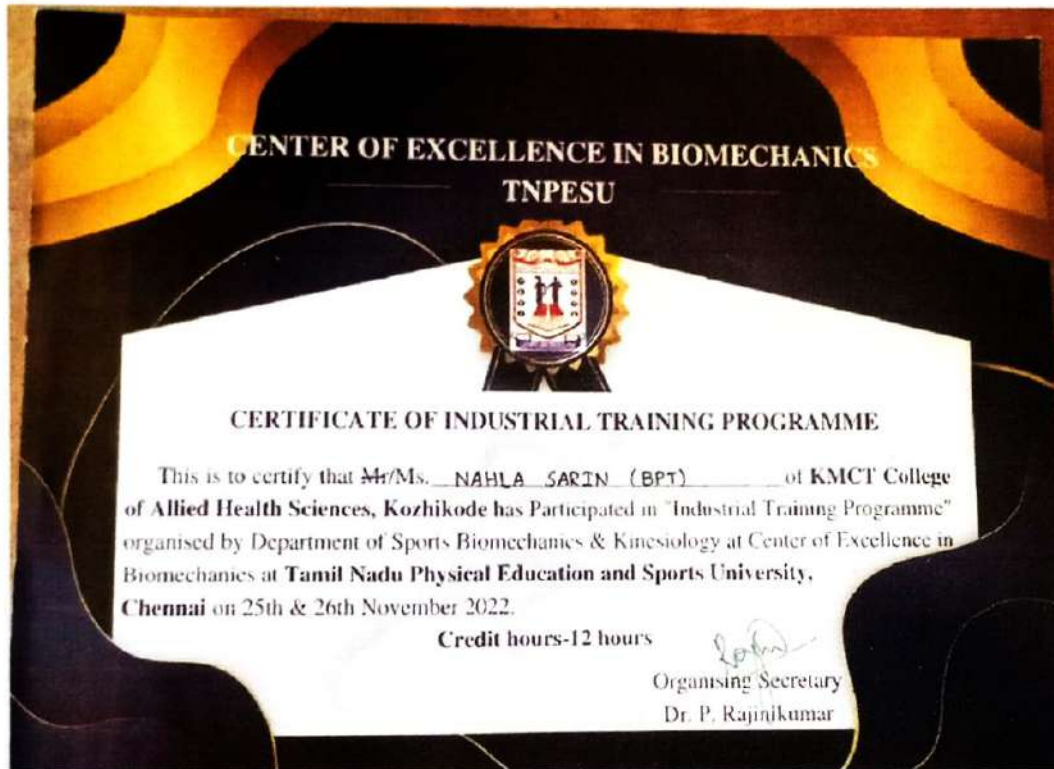 CENTER OF EXCELLENCE IN BIOMECHANICS
TNPESU
CERTIFICATE OF INDUSTRIAL TRAINING PROGRAMME
This is to certify that Mr/Ms. NAHLA SARIN (BPT) of KMCT College
of Allied Health Sciences, Kozhikode has Participated in "Industrial Training Programme"
organised by Department of Sports Biomechanics & Kinesiology at Center of Excellence in
Biomechanics at Tamil Nadu Physical Education and Sports University,
Chennai on 25th & 26th November 2022.
Credit hours-12 hours
Organising Secretary
Dr. P. Rajinikumar